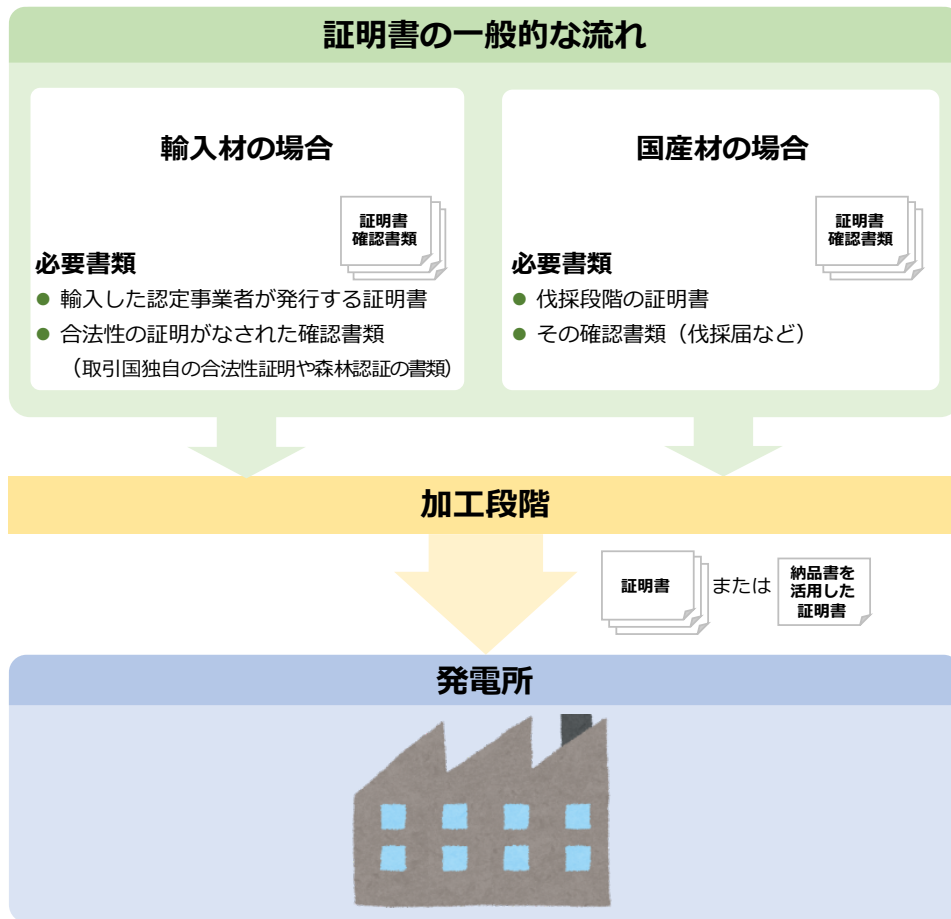 証明書の一般的な流れ
輸入材の場合
証明書
確認書類
必要書類
● 輸入した認定事業者が発行する証明書
● 合法性の証明がなされた確認書類
（取引国独自の合法性証明や森林認証の書類）
国産材の場合
証明書
確認書類
必要書類
● 伐採段階の証明書
● その確認書類（伐採届など）
加工段階
証明書
または
納品書を
活用した
証明書
発電所